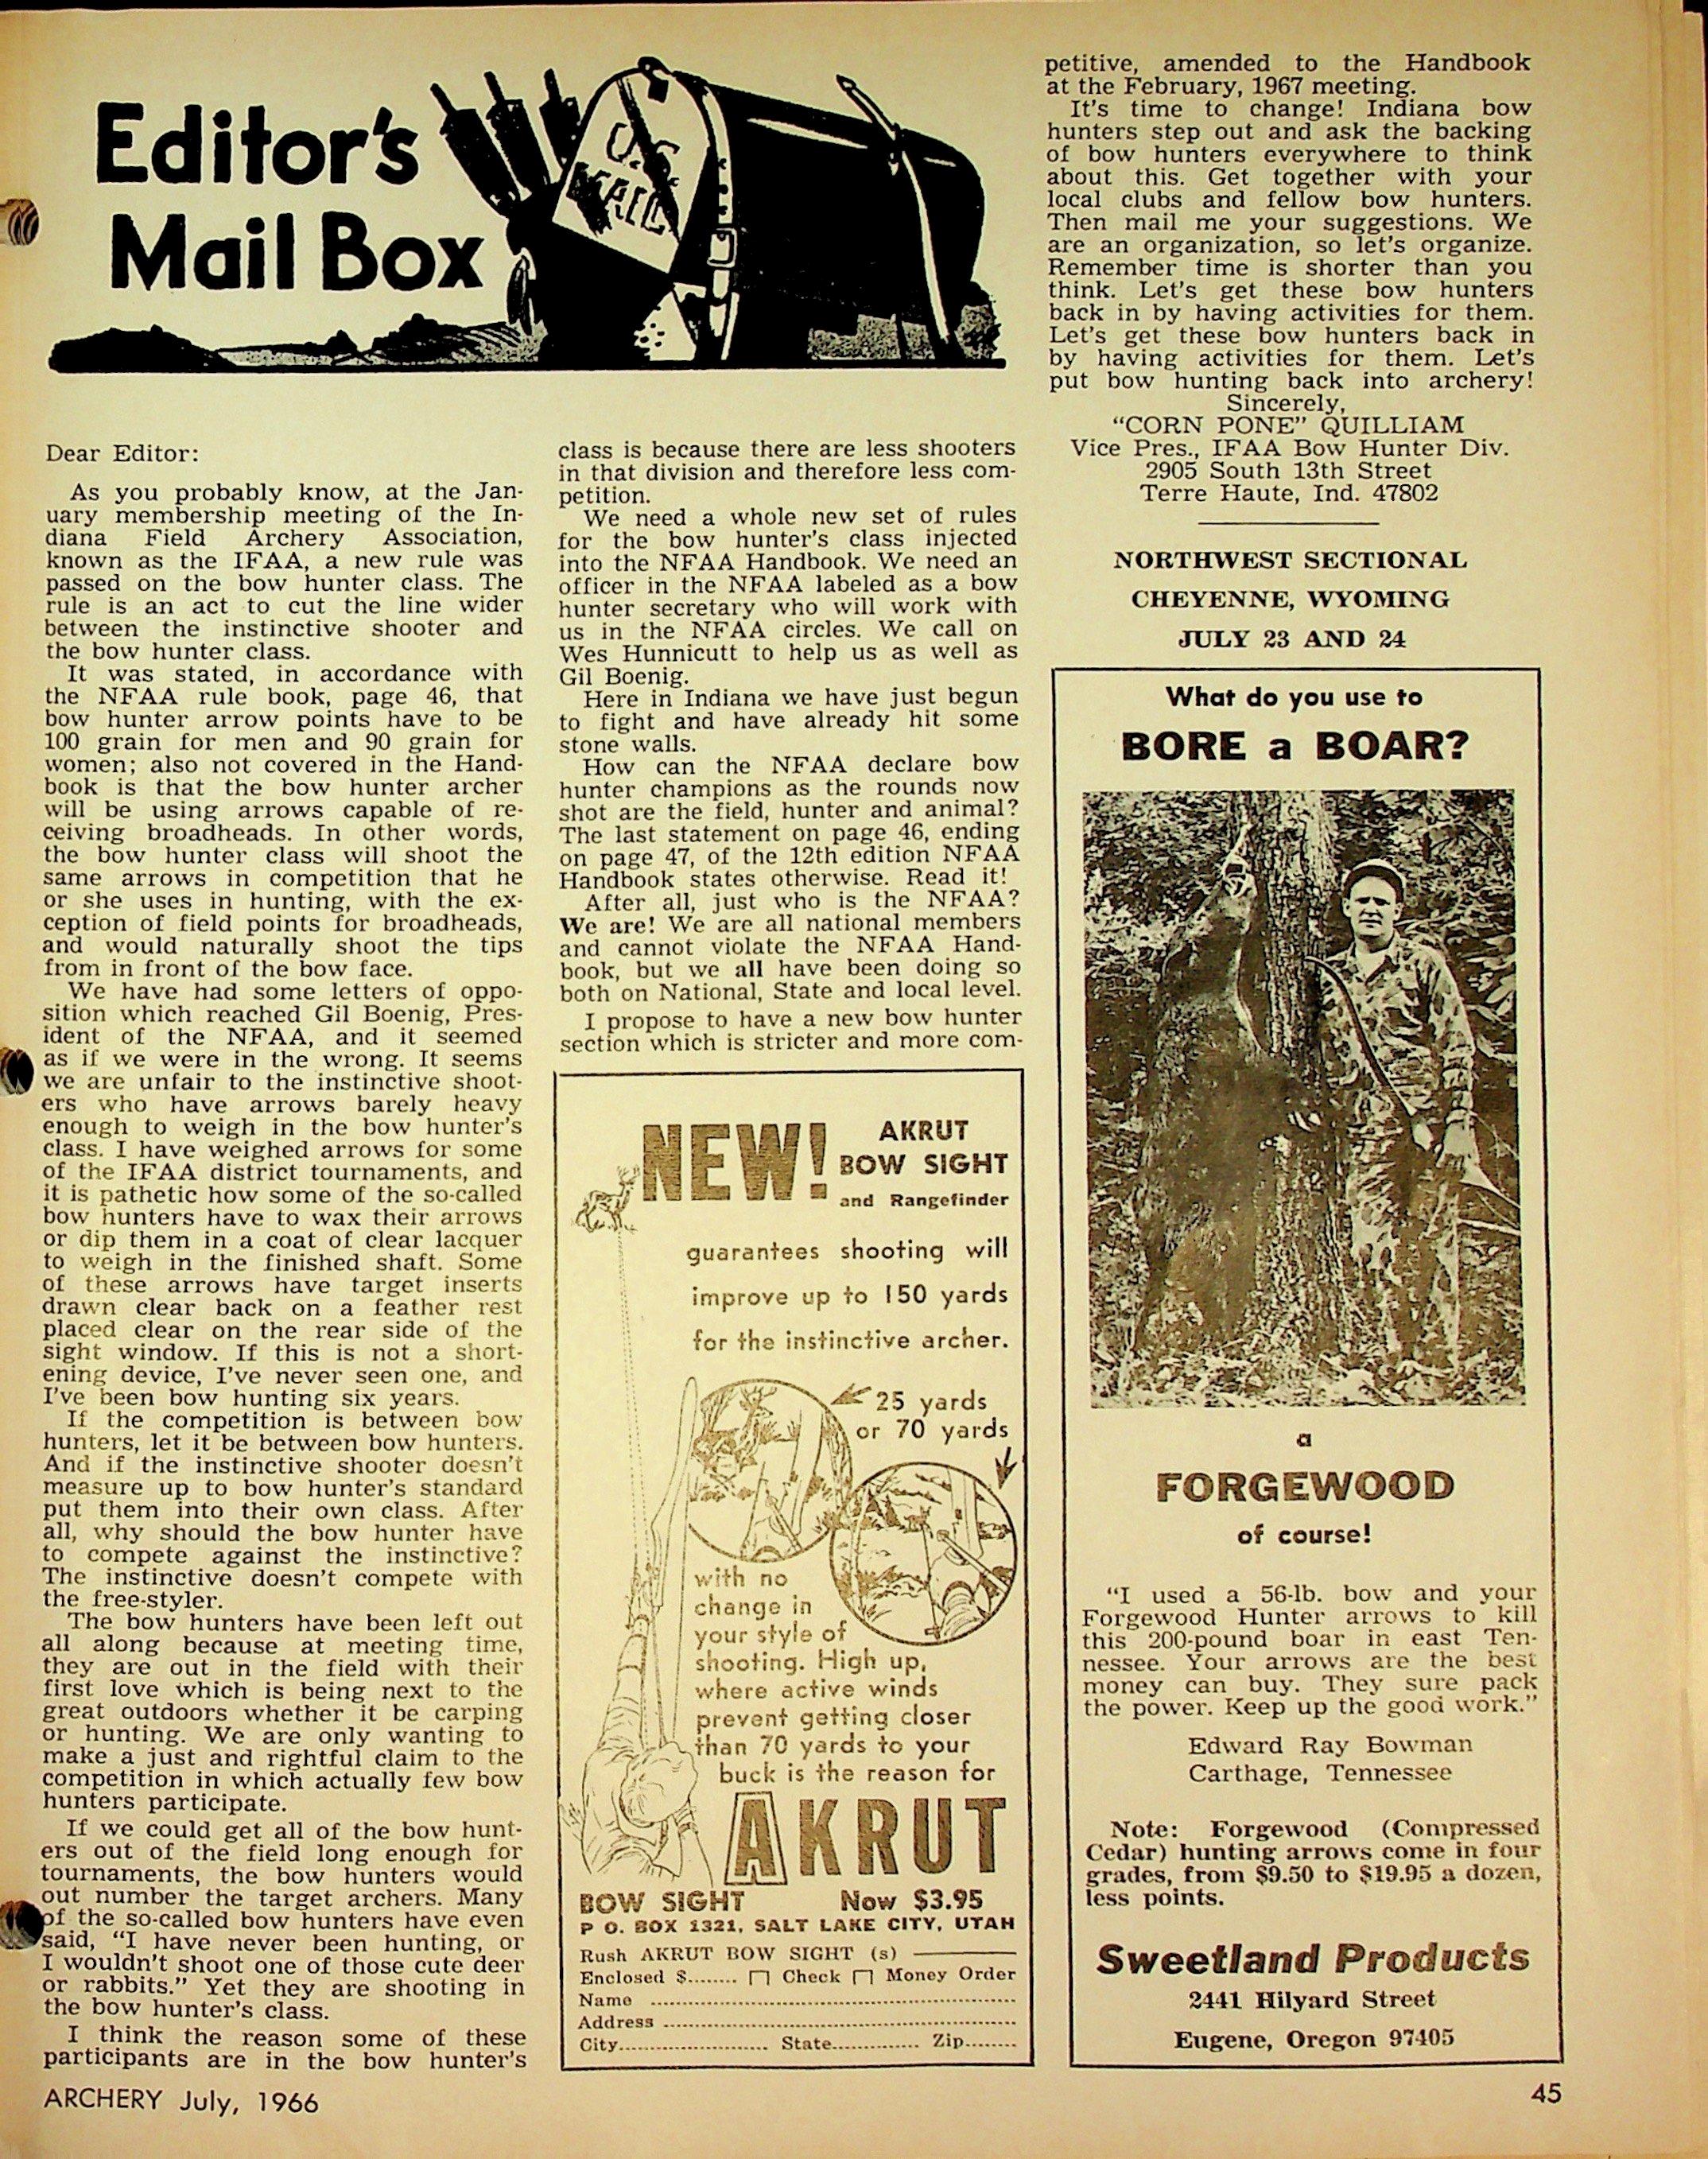 Editor's
Mail Box
U.S.
MAIL
Dear Editor:
As you probably know, at the Jan-
uary membership meeting of the In-
diana Field Archery Association,
known as the IFAA, a new rule was
passed on the bow hunter class. The
rule is an act to cut the line wider
between the instinctive shooter and
the bow hunter class.
It was stated, in accordance with
the NFAA rule book, page 46, that
bow hunter arrow points have to be
100 grain for men and 90 grain for
women; also not covered in the Hand-
book is that the bow hunter archer
will be using arrows capable of re-
ceiving broadheads. In other words,
the bow hunter class will shoot the
same arrows in competition that he
or she uses in hunting, with the ex-
ception of field points for broadheads,
and would naturally shoot the tips
from in front of the bow face.
We have had some letters of oppo-
sition which reached Gil Boenig, Pres-
ident of the NFAA, and it seemed
as if we were in the wrong. It seems
we are unfair to the instinctive shoot-
ers who have arrows barely heavy
enough to weigh in the bow hunter's
class. I have weighed arrows for some
of the IFAA district tournaments, and
it is pathetic how some of the so-called
bow hunters have to wax their arrows
or dip them in a coat of clear lacquer
to weigh in the finished shaft. Some
of these arrows have target inserts
drawn clear back on a feather rest
placed clear on the rear side of the
sight window. If this is not a short-
ening device, I've never seen one, and
I've been bow hunting six years.
If the competition is between bow
hunters, let it be between bow hunters.
And if the instinctive shooter doesn't
measure up to bow hunter's standard
put them into their own class. After
all, why should the bow hunter have
to compete against the instinctive?
The instinctive doesn't compete with
the free-styler.
The bow hunters have been left out
all along because at meeting time,
they are out in the field with their
first love which is being next to the
great outdoors whether it be carping
or hunting. We are only wanting to
make a just and rightful claim to the
competition in which actually few bow
hunters participate.
If we could get all of the bow hunt-
ers out of the field long enough for
tournaments, the bow hunters would
out number the target archers. Many
of the so-called bow hunters have even
said, "I have never been hunting, or
I wouldn't shoot one of those cute deer
or rabbits." Yet they are shooting in
the bow hunter's class.
I think the reason some of these
participants are in the bow hunter's
class is because there are less shooters
in that division and therefore less com-
petition.
We need a whole new set of rules
for the bow hunter's class injected
into the NFAA Handbook. We need an
officer in the NFAA labeled as a bow
hunter secretary who will work with
us in the NFAA circles. We call on
Wes Hunnicutt to help us as well as
Gil Boenig.
Here in Indiana we have just begun
to fight and have already hit some
stone walls.
How can the NFAA declare bow
hunter champions as the rounds now
shot are the field, hunter and animal?
The last statement on page 46, ending
on page 47, of the 12th edition NFAA
Handbook states otherwise. Read it!
After all, just who is the NFAA?
We are! We are all national members
and cannot violate the NFAA Hand-
book, but we all have been doing so
both on National, State and local level.
I propose to have a new bow hunter
section which is stricter and more com-
petitive, amended to the Handbook
at the February, 1967 meeting.
It's time to change! Indiana bow
hunters step out and ask the backing
of bow hunters everywhere to think
about this. Get together with your
local clubs and fellow bow hunters.
Then mail me your suggestions. We
are an organization, so let's organize.
Remember time is shorter than you
think. Let's get these bow hunters
back in by having activities for them.
Let's get these bow hunters back in
by having activities for them. Let's
put bow hunting back into archery!
Sincerely,
"CORN PONE" QUILLIAM
Vice Pres., IFAA Bow Hunter Div.
2905 South 13th Street
Terre Haute, Ind. 47802
NORTHWEST SECTIONAL
CHEYENNE, WYOMING
JULY 23 AND 24
NEW!
AKRUT
BOW SIGHT
and Rangefinder
guarantees shooting will
improve up to 150 yards
for the instinctive archer.
25 yards
or 70 yards
with no
change in
your style of
shooting. High up,
where active winds
prevent getting closer
than 70 yards to your
buck is the reason for
AKRUT
BOW SIGHT Now $3.95
P O. BOX 1321, SALT LAKE CITY, UTAH
Rush AKRUT BOW SIGHT (s)
Enclosed $........ Check Money Order
Name
Address
City........ State........ Zip........
What do you use to
BORE a BOAR?
a
FORGEWOOD
of course!
"I used a 56-lb. bow and your
Forgewood Hunter arrows to kill
this 200-pound boar in east Ten-
nessee. Your arrows are the best
money can buy. They sure pack
the power. Keep up the good work."
Edward Ray Bowman
Carthage, Tennessee
Note: Forgewood (Compressed
Cedar) hunting arrows come in four
grades, from $9.50 to $19.95 a dozen,
less points.
Sweetland Products
2441 Hilyard Street
Eugene, Oregon 97405
ARCHERY July, 1966
45